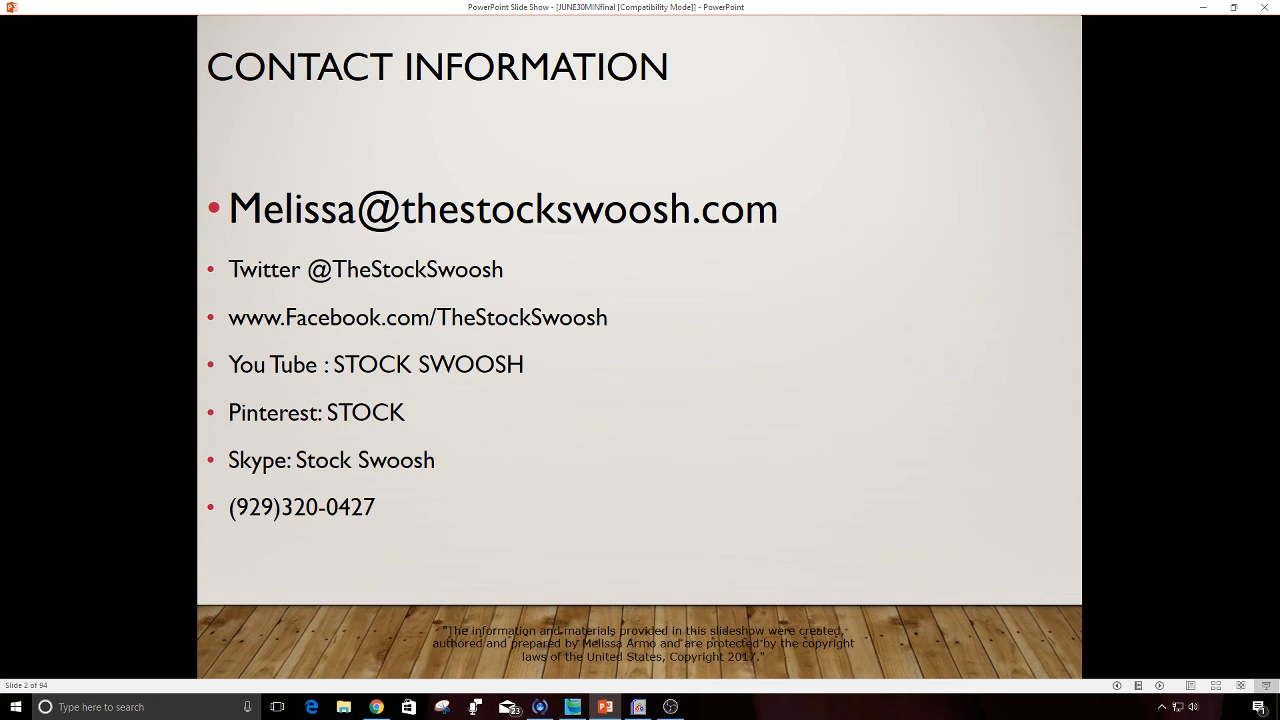 PowerPoint Slide Show - [JUNE30MINfinal [Compatibility Mode]] - PowerPoint
CONTACT INFORMATION
• Melissa@thestockswoosh.com
• Twitter @TheStockSwoosh
• www.Facebook.com/TheStockSwoosh
• You Tube : STOCK SWOOSH
• Pinterest: STOCK
• Skype: Stock Swoosh
• (929)320-0427
"The information and materials provided in this slideshow were created,
authored and prepared by Melissa Armo and are protected by the copyright
laws of the United States, Copyright 2017."
Slide 2 of 94
Type here to search